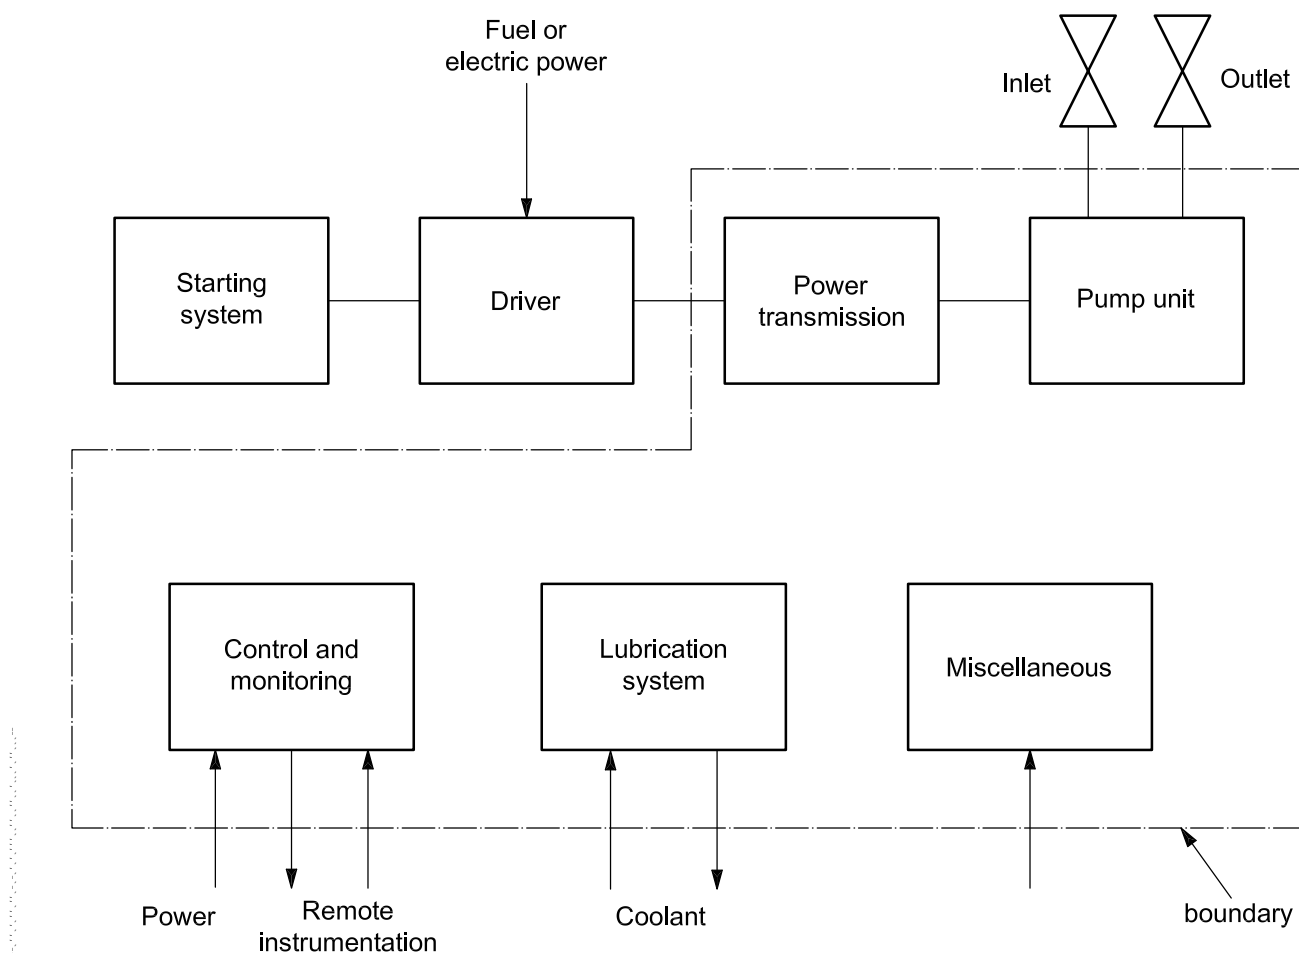 Fuel or
electric power
Inlet
Outlet
Starting
system
Driver
Power
transmission
Pump unit
Control and
monitoring
Lubrication
system
Miscellaneous
Power
Remote
instrumentation
Coolant
boundary